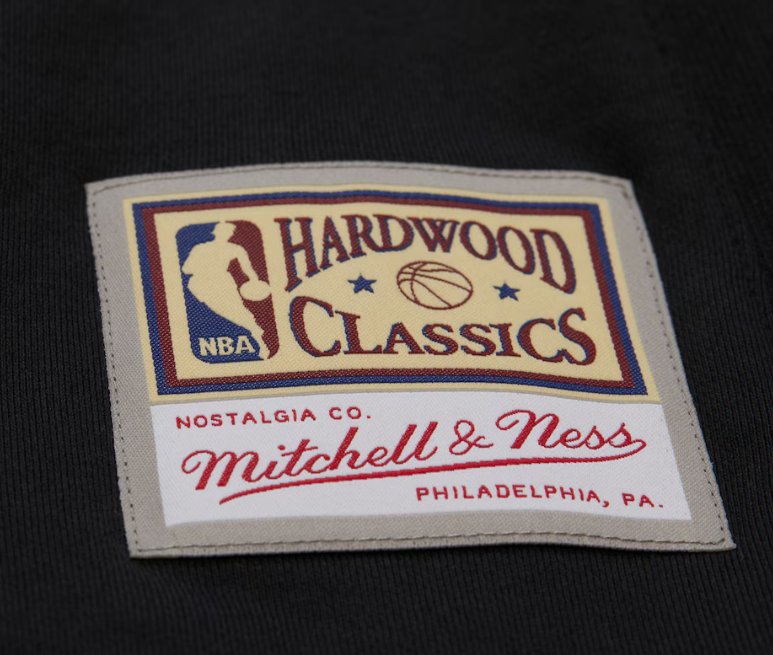 HARDWOOD
CLASSICS
NBA
NOSTALGIA CO.
Mitchell & Ness
PHILADELPHIA, PA.